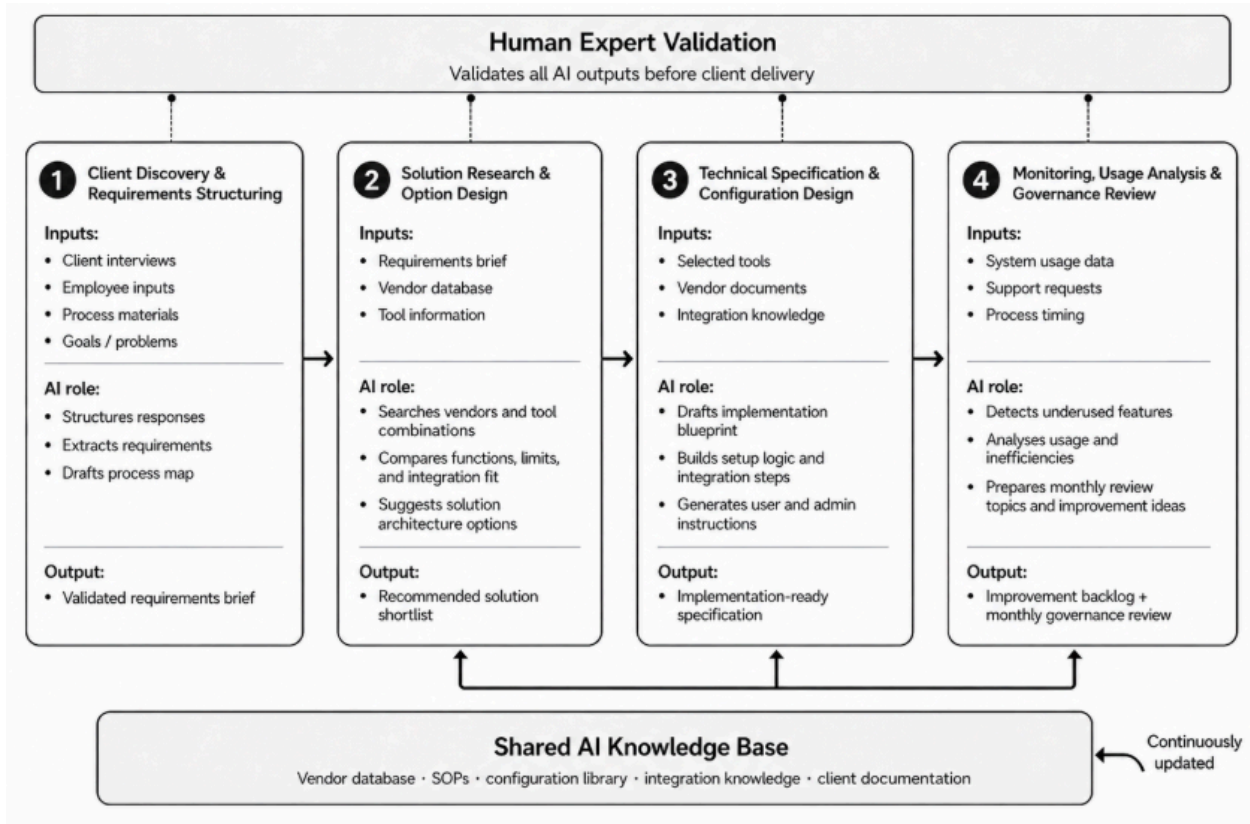 Human Expert Validation
Validates all AI outputs before client delivery
1
Client Discovery &
Requirements Structuring
Inputs:
• Client interviews
• Employee inputs
• Process materials
• Goals / problems
AI role:
• Structures responses
• Extracts requirements
• Drafts process map
Output:
• Validated requirements brief
2
Solution Research &
Option Design
Inputs:
• Requirements brief
• Vendor database
• Tool information
AI role:
• Searches vendors and tool
combinations
• Compares functions, limits,
and integration fit
• Suggests solution
architecture options
Output:
• Recommended solution
shortlist
3
Technical Specification &
Configuration Design
Inputs:
• Selected tools
• Vendor documents
• Integration knowledge
AI role:
• Drafts implementation
blueprint
• Builds setup logic and
integration steps
• Generates user and admin
instructions
Output:
• Implementation-ready
specification
4
Monitoring, Usage Analysis &
Governance Review
Inputs:
• System usage data
• Support requests
• Process timing
AI role:
• Detects underused features
• Analyses usage and
inefficiencies
• Prepares monthly review
topics and improvement ideas
Output:
• Improvement backlog +
monthly governance review
Shared AI Knowledge Base
Vendor database · SOPs · configuration library · integration knowledge · client documentation
Continuously
updated